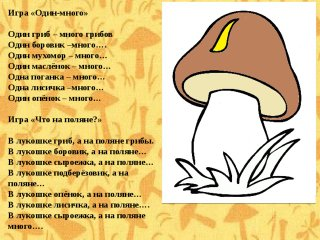 Игра «Один-много»
Один гриб – много грибов
Один боровик –много….
Один мухомор – много…
Один маслёнок – много…
Одна поганка – много…
Одна лисичка –много…
Один опёнок – много…
Игра «Что на поляне?»
В лукошке гриб, а на поляне грибы.
В лукошке боровик, а на поляне…
В лукошке сыроежка, а на поляне…
В лукошке подберёзовик, а на
поляне…
В лукошке опёнок, а на поляне…
В лукошке лисичка, а на поляне….
В лукошке сыроежка, а на поляне
много….